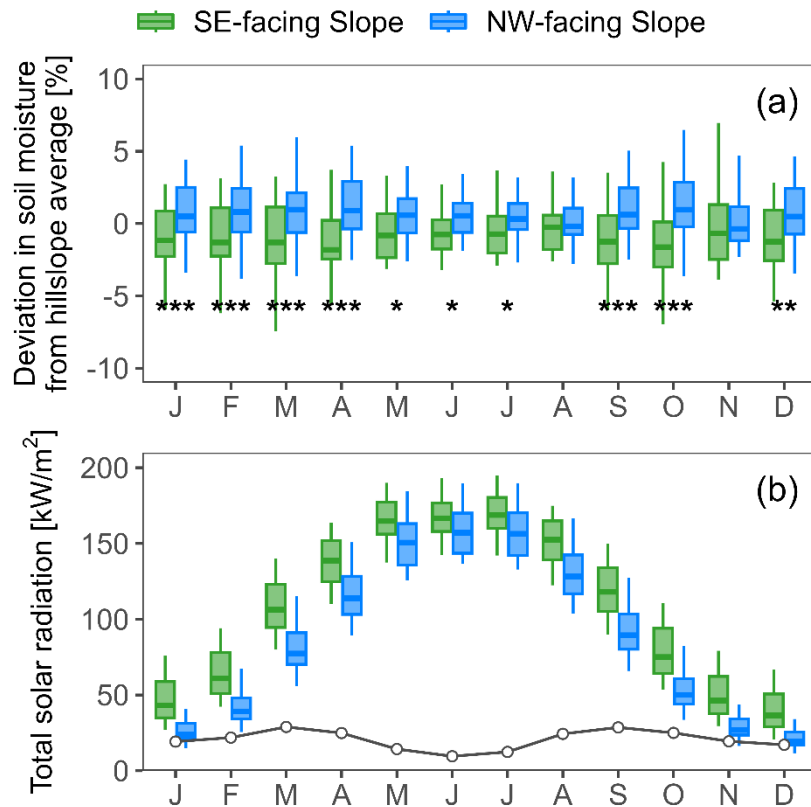 SE-facing Slope NW-facing Slope
(a)
Deviation in soil moisture
from hillslope average [%]
10
5
0
-5
-10
*** *** *** *** * * * *** *** **
J F M A M J J A S O N D
(b)
Total solar radiation [kW/m²]
200
150
100
50
0
J F M A M J J A S O N D